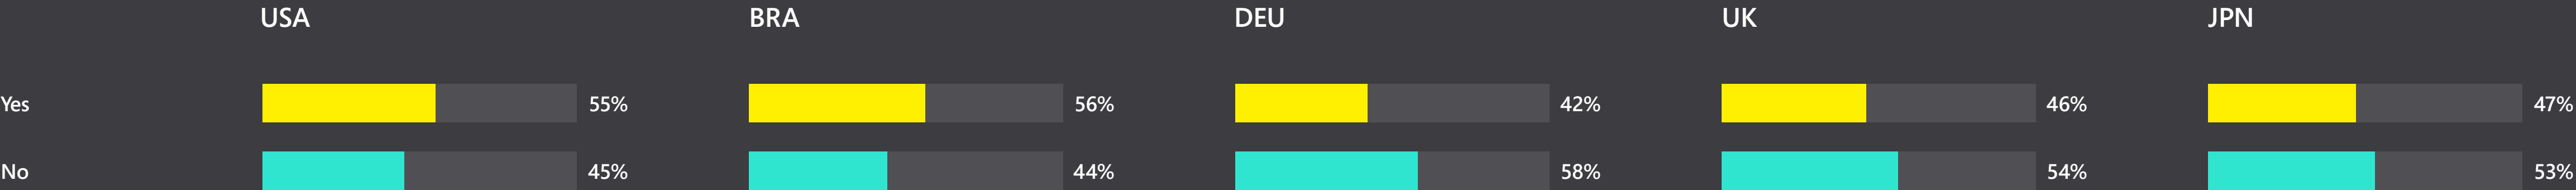 USA BRA DEU UK JPN
Yes 55% 56% 42% 46% 47%
No 45% 44% 58% 54% 53%